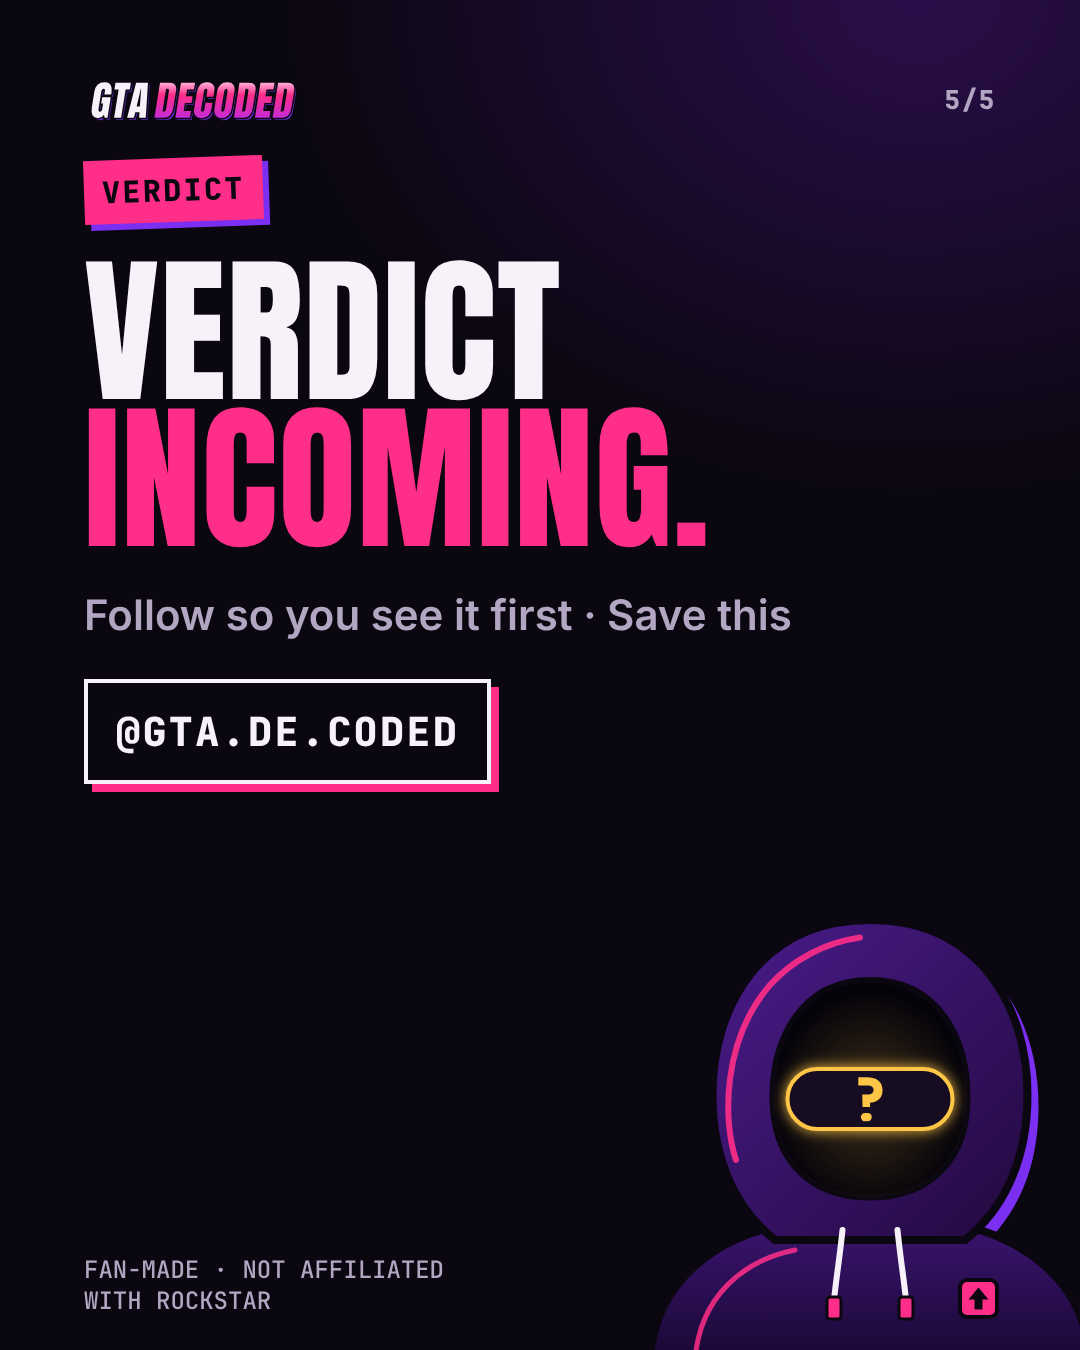 GTA DECODED
5/5
VERDICT
VERDICT
INCOMING.
Follow so you see it first · Save this
@GTA.DE.CODED
?
FAN-MADE · NOT AFFILIATED
WITH ROCKSTAR